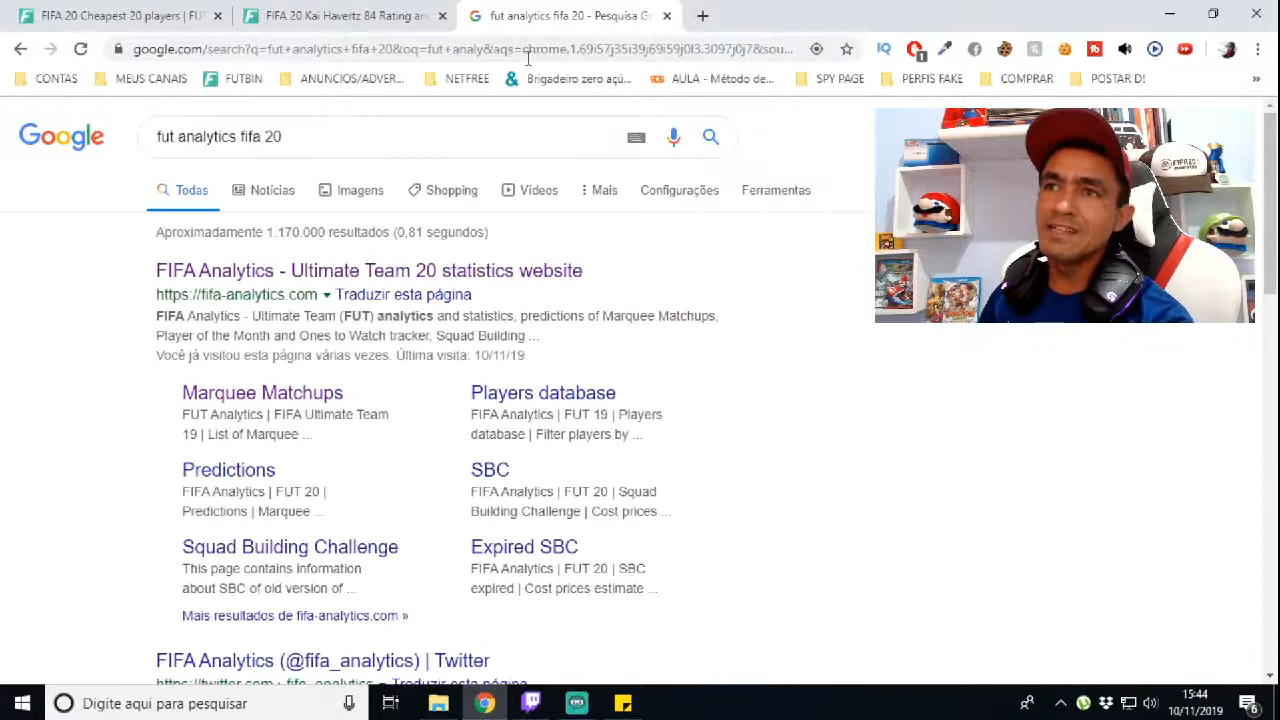 FIFA 20 Cheapest 20 players | FUT
FIFA 20 Kai Havertz 84 Rating an
fut analytics fifa 20 - Pesquisa Go
google.com/search?q=fut+analytics+fifa+20&oq=fut+analy&aqs=chrome.1.69i57j35i39j69i59j0l3.3097j0j7&sou...
CONTAS
MEUS CANAIS
FUTBIN
ANUNCIOS/ADVER...
NETFREE
Brigadeiro zero açú...
AULA - Método de...
SPY PAGE
PERFIS FAKE
COMPRAR
POSTAR D!
Google
fut analytics fifa 20
Todas
Notícias
Imagens
Shopping
Vídeos
Mais
Configurações
Ferramentas
Aproximadamente 1.170.000 resultados (0,81 segundos)
FIFA Analytics - Ultimate Team 20 statistics website
https://fifa-analytics.com ▾ Traduzir esta página
FIFA Analytics - Ultimate Team (FUT) analytics and statistics, predictions of Marquee Matchups,
Player of the Month and Ones to Watch tracker, Squad Building ...
Você já visitou esta página várias vezes. Última visita: 10/11/19
Marquee Matchups
FUT Analytics | FIFA Ultimate Team
19 | List of Marquee ...
Players database
FIFA Analytics | FUT 19 | Players
database | Filter players by ...
Predictions
FIFA Analytics | FUT 20 |
Predictions | Marquee ...
SBC
FIFA Analytics | FUT 20 | Squad
Building Challenge | Cost prices ...
Squad Building Challenge
This page contains information
about SBC of old version of ...
Expired SBC
FIFA Analytics | FUT 20 | SBC
expired | Cost prices estimate ...
Mais resultados de fifa-analytics.com »
FIFA Analytics (@fifa_analytics) | Twitter
https://twitter.com › fifa_analytics ▾ Traduzir esta página
Digite aqui para pesquisar
15:44
10/11/2019
6